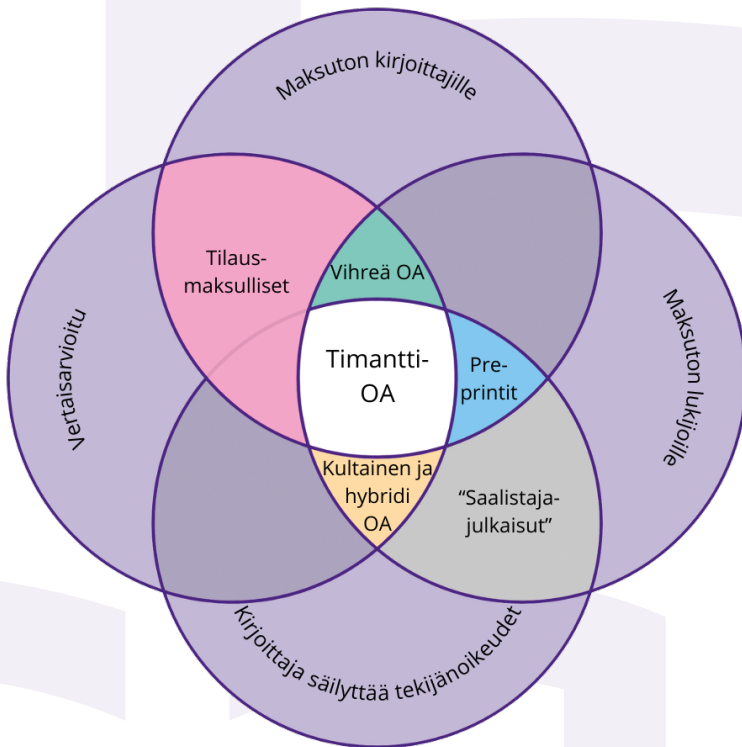 Maksuton kirjoittajille
Tilaus-
maksulliset
Vihreä OA
Vertaisarvioitu
Timantti-
OA
Pre-
printit
Maksuton lukijoille
Kultainen ja
hybridi
OA
“Saalistaja-
julkaisut”
Kirjoittaja säilyttää tekijänoikeudet